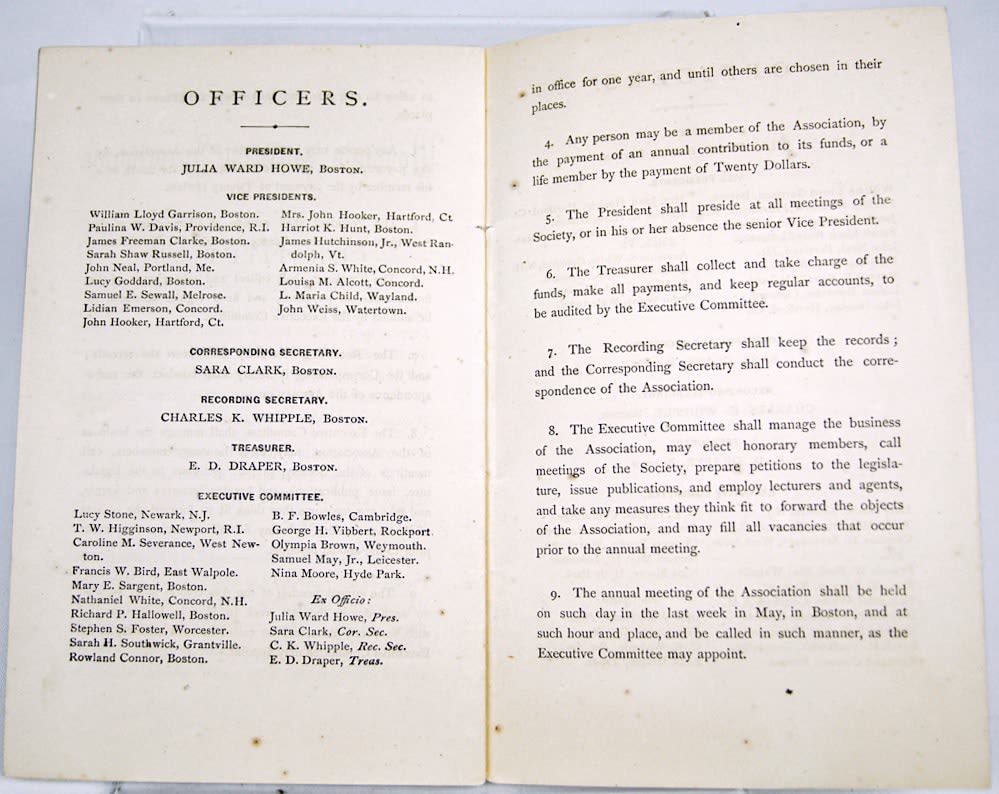 OFFICERS.
PRESIDENT.
JULIA WARD HOWE, Boston.
VICE PRESIDENTS.
William Lloyd Garrison, Boston.
Paulina W. Davis, Providence, R.I.
James Freeman Clarke, Boston.
Sarah Shaw Russell, Boston.
John Neal, Portland, Me.
Lucy Goddard, Boston.
Samuel E. Sewall, Melrose.
Lidian Emerson, Concord.
John Hooker, Hartford, Ct.
Mrs. John Hooker, Hartford, Ct
Harriot K. Hunt, Boston.
James Hutchinson, Jr., West Ran-
dolph, Vt.
Armenia S. White, Concord, N.H.
Louisa M. Alcott, Concord.
L. Maria Child, Wayland.
John Weiss, Watertown.
CORRESPONDING SECRETARY.
SARA CLARK, Boston.
RECORDING SECRETARY.
CHARLES K. WHIPPLE, Boston.
TREASURER.
E. D. DRAPER, Boston.
EXECUTIVE COMMITTEE.
Lucy Stone, Newark, N.J.
T. W. Higginson, Newport, R.I.
Caroline M. Severance, West New-
ton.
Francis W. Bird, East Walpole.
Mary E. Sargent, Boston.
Nathaniel White, Concord, N.H.
Richard P. Hallowell, Boston.
Stephen S. Foster, Worcester.
Sarah H. Southwick, Grantville.
Rowland Connor, Boston.
B. F. Bowles, Cambridge.
George H. Vibbert, Rockport
Olympia Brown, Weymouth.
Samuel May, Jr., Leicester.
Nina Moore, Hyde Park.
Ex Officio:
Julia Ward Howe, Pres.
Sara Clark, Cor. Sec.
C. K. Whipple, Rec. Sec.
E. D. Draper, Treas.
in office for one year, and until others are chosen in their
places.
4. Any person may be a member of the Association, by
the payment of an annual contribution to its funds, or a
life member by the payment of Twenty Dollars.
5. The President shall preside at all meetings of the
Society, or in his or her absence the senior Vice President.
6. The Treasurer shall collect and take charge of the
funds, make all payments, and keep regular accounts, to
be audited by the Executive Committee.
7. The Recording Secretary shall keep the records;
and the Corresponding Secretary shall conduct the corre-
spondence of the Association.
8. The Executive Committee shall manage the business
of the Association, may elect honorary members, call
meetings of the Society, prepare petitions to the legisla-
ture, issue publications, and employ lecturers and agents,
and take any measures they think fit to forward the objects
of the Association, and may fill all vacancies that occur
prior to the annual meeting.
9. The annual meeting of the Association shall be held
on such day in the last week in May, in Boston, and at
such hour and place, and be called in such manner, as the
Executive Committee may appoint.